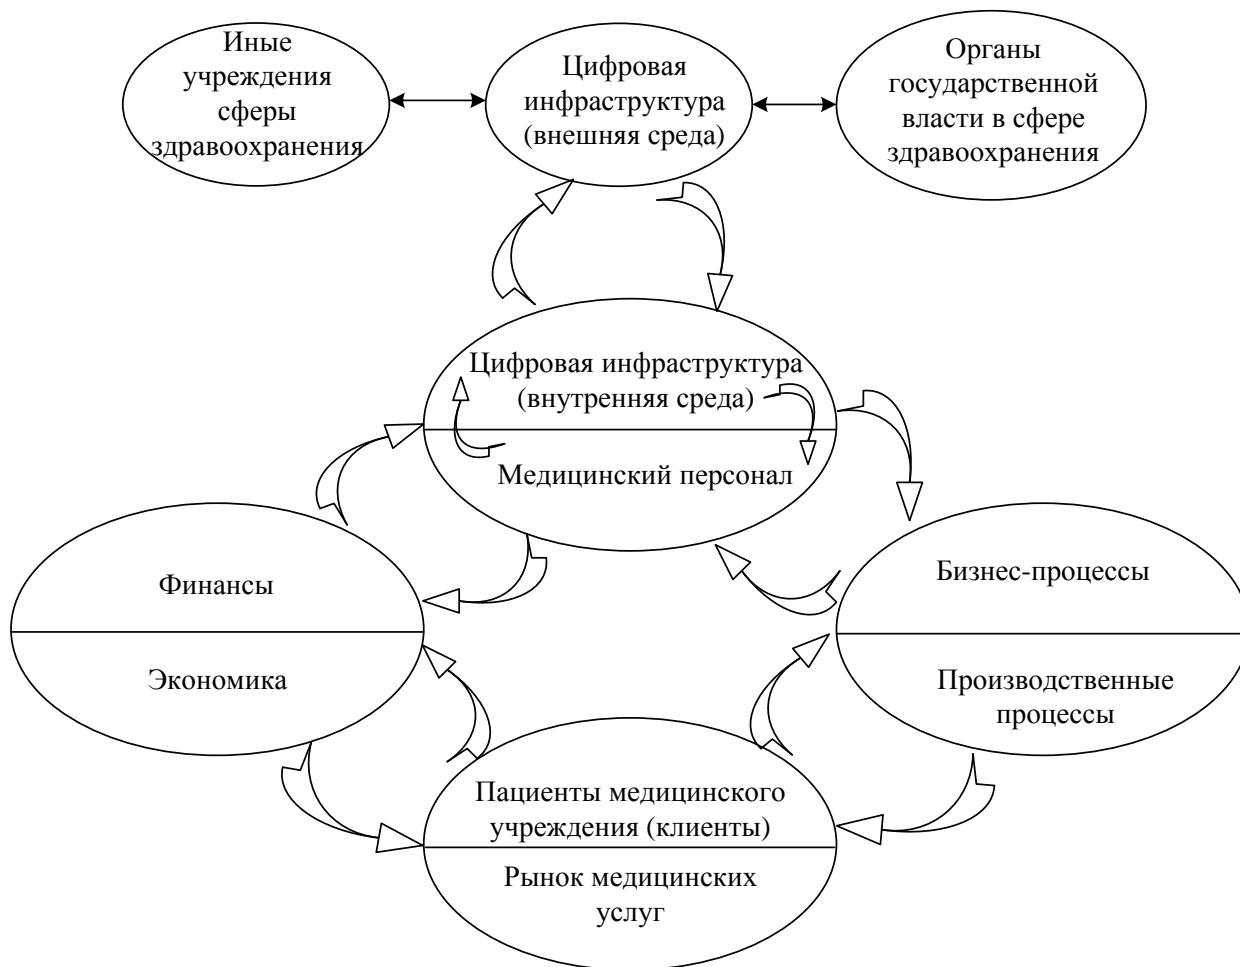 Иные
учреждения
сферы
здравоохранения
Цифровая
инфраструктура
(внешняя среда)
Органы
государственной
власти в сфере
здравоохранения
Цифровая инфраструктура
(внутренняя среда)
Медицинский персонал
Финансы
Экономика
Бизнес-процессы
Производственные
процессы
Пациенты медицинского
учреждения (клиенты)
Рынок медицинских
услуг